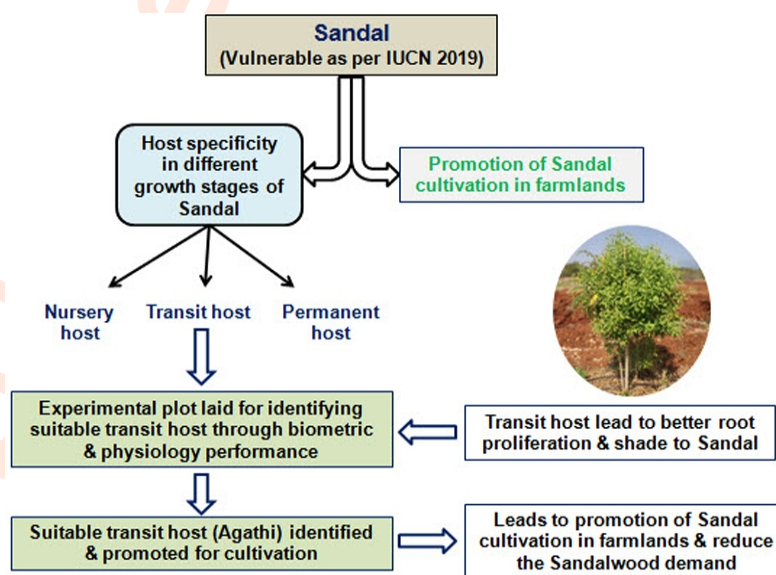 Sandal
(Vulnerable as per IUCN 2019)
Host specificity
in different
growth stages of
Sandal
Promotion of Sandal
cultivation in farmlands
Nursery
host
Transit host
Permanent
host
Experimental plot laid for identifying
suitable transit host through biometric
& physiology performance
Transit host lead to better root
proliferation & shade to Sandal
Suitable transit host (Agathi) identified
& promoted for cultivation
Leads to promotion of Sandal
cultivation in farmlands & reduce
the Sandalwood demand